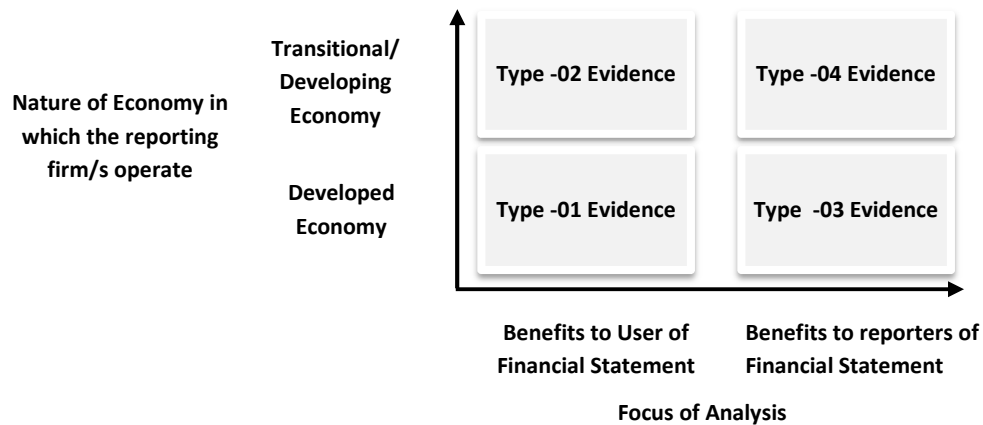 Nature of Economy in
which the reporting
firm/s operate
Transitional/
Developing
Economy
Type -02 Evidence
Type -04 Evidence
Developed
Economy
Type -01 Evidence
Type -03 Evidence
Benefits to User of
Financial Statement
Benefits to reporters of
Financial Statement
Focus of Analysis